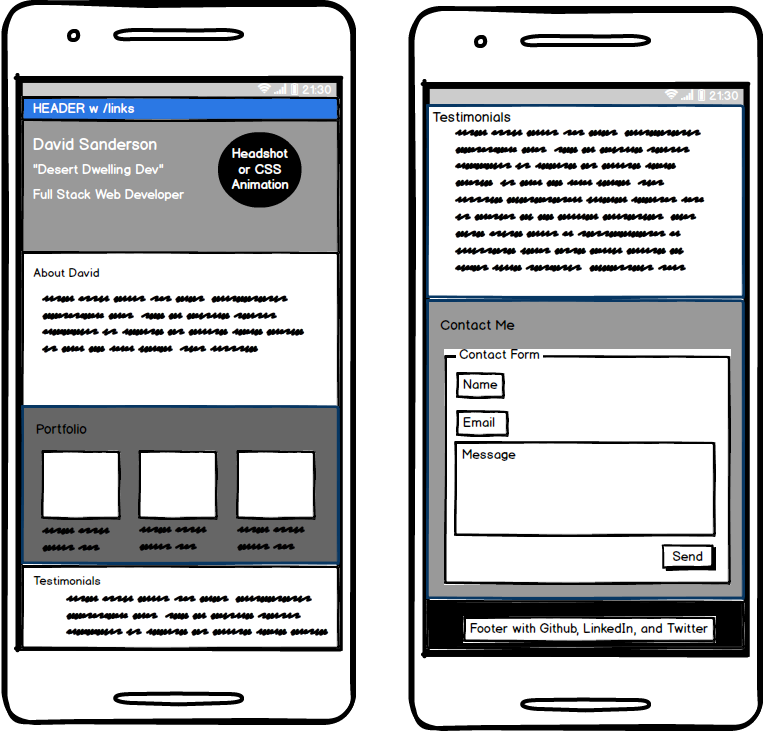 21:30
HEADER w /links
David Sanderson
"Desert Dwelling Dev"
Full Stack Web Developer
Headshot
or CSS
Animation
About David
Portfolio
Testimonials
21:30
Testimonials
Contact Me
Contact Form
Name
Email
Message
Send
Footer with Github, LinkedIn, and Twitter